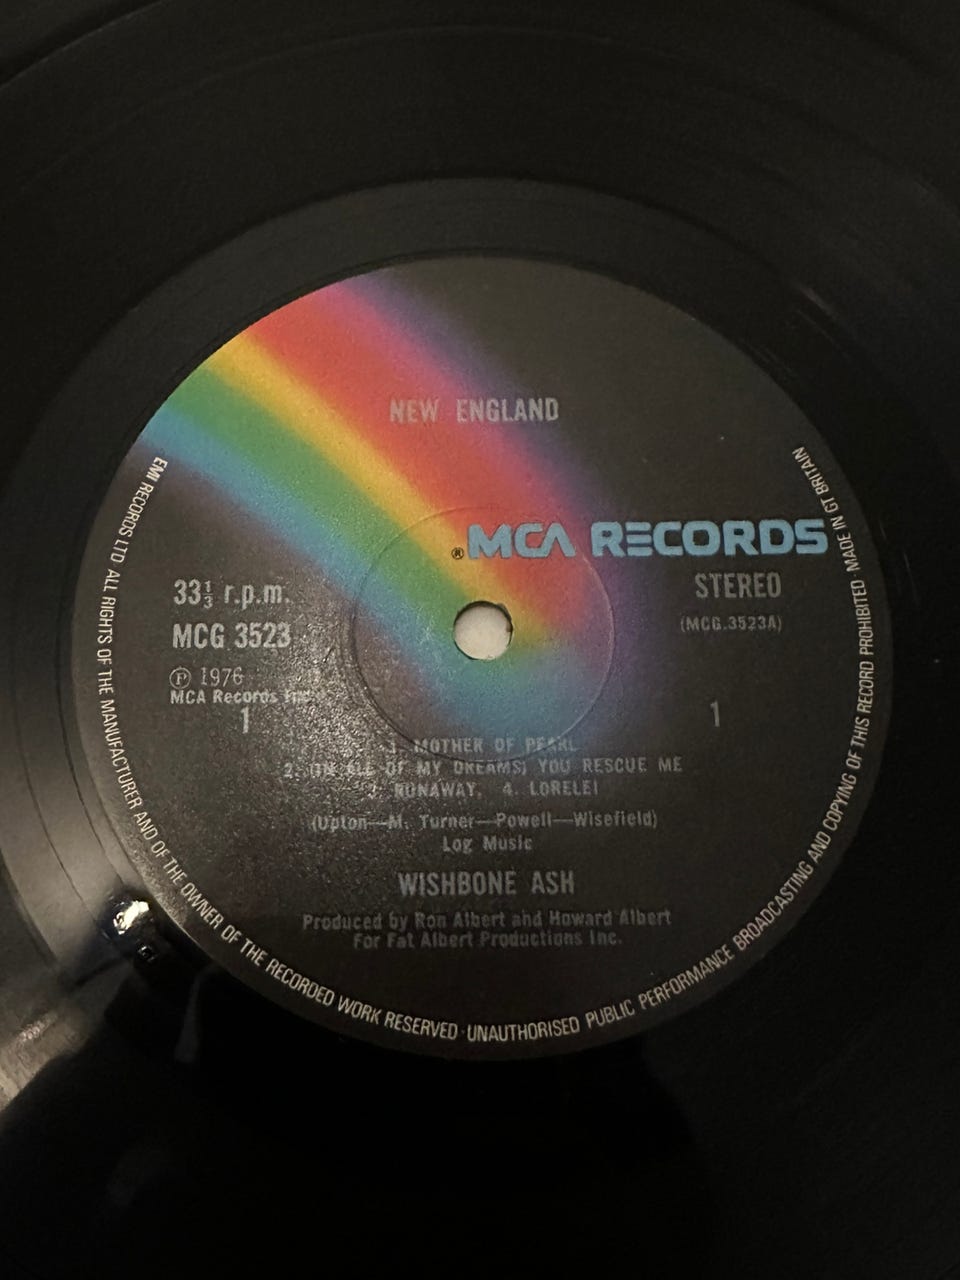 NEW ENGLAND
® MCA RECORDS
33⅓ r.p.m.
STEREO
MCG 3523
(MCG.3523A)
Ⓟ 1976
MCA Records Inc.
1
1
1. MOTHER OF PEARL
2. (IN ALL OF MY DREAMS) YOU RESCUE ME
3. RUNAWAY, 4. LORELEI
(Upton—M. Turner—Powell—Wisefield)
Log Music
WISHBONE ASH
Produced by Ron Albert and Howard Albert
For Fat Albert Productions Inc.
EMI RECORDS LTD ALL RIGHTS OF THE MANUFACTURER AND OF THE OWNER OF THE RECORDED WORK RESERVED · UNAUTHORISED PUBLIC PERFORMANCE BROADCASTING AND COPYING OF THIS RECORD PROHIBITED · MADE IN GT BRITAIN